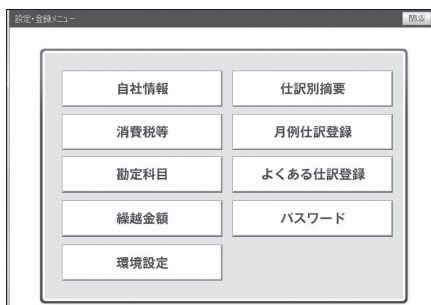 設定・登録メニュー
閉じる
自社情報
仕訳別摘要
消費税等
月例仕訳登録
勘定科目
よくある仕訳登録
繰越金額
パスワード
環境設定